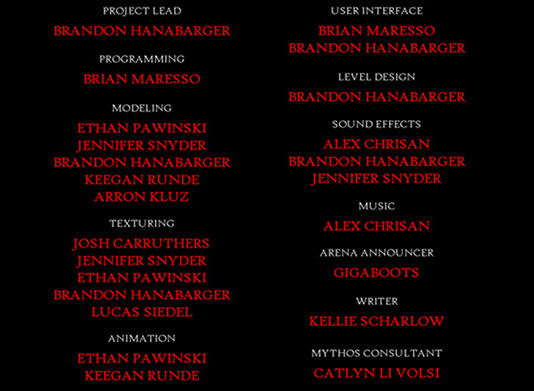 PROJECT LEAD
BRANDON HANABARGER
PROGRAMMING
BRIAN MARESSO
MODELING
ETHAN PAWINSKI
JENNIFER SNYDER
BRANDON HANABARGER
KEEGAN RUNDE
ARRON KLUZ
TEXTURING
JOSH CARRUTHERS
JENNIFER SNYDER
ETHAN PAWINSKI
BRANDON HANABARGER
LUCAS SIEDEL
ANIMATION
ETHAN PAWINSKI
KEEGAN RUNDE
USER INTERFACE
BRIAN MARESSO
BRANDON HANABARGER
LEVEL DESIGN
BRANDON HANABARGER
SOUND EFFECTS
ALEX CHRISAN
BRANDON HANABARGER
JENNIFER SNYDER
MUSIC
ALEX CHRISAN
ARENA ANNOUNCER
GIGABOOTS
WRITER
KELLIE SCHARLOW
MYTHOS CONSULTANT
CATLYN LI VOLSI